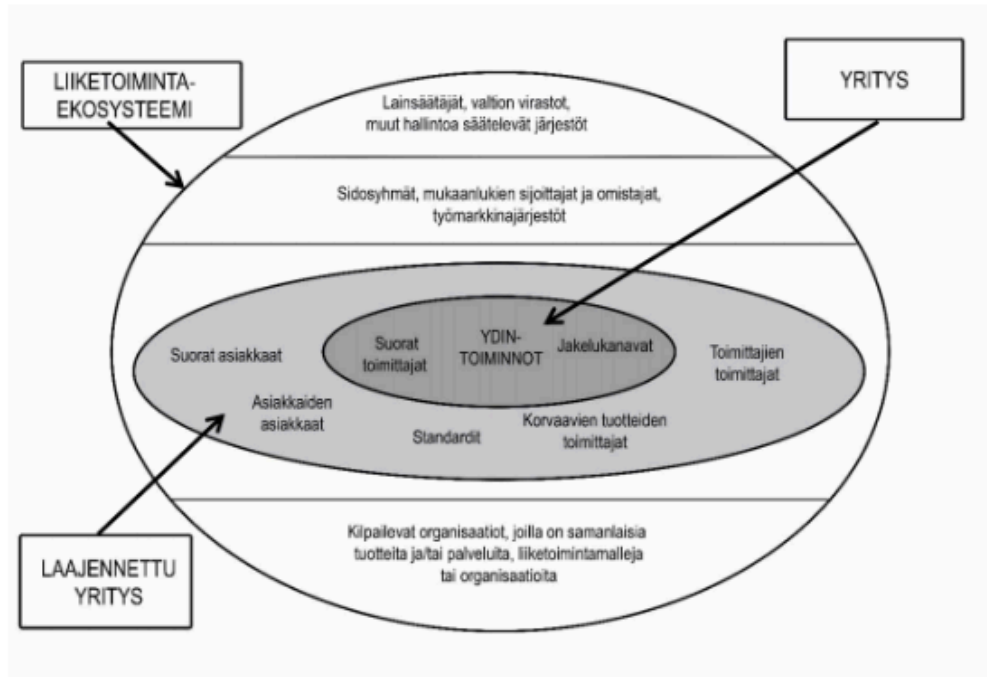 LIIKETOIMINTA-
EKOSYSTEEMI
YRITYS
Lainsäätäjät, valtion virastot,
muut hallintoa säätelevät järjestöt
Sidosyhmät, mukaanlukien sijoittajat ja omistajat,
työmarkkinajärjestöt
Suorat asiakkaat
Suorat
toimittajat
YDIN-
TOIMINNOT
Jakelukanavat
Toimittajien
toimittajat
Asiakkaiden
asiakkaat
Standardit
Korvaavien tuotteiden
toimittajat
Kilpailevat organisaatiot, joilla on samanlaisia
tuotteita ja/tai palveluita, liiketoimintamalleja
tai organisaatioita
LAAJENNETTU
YRITYS